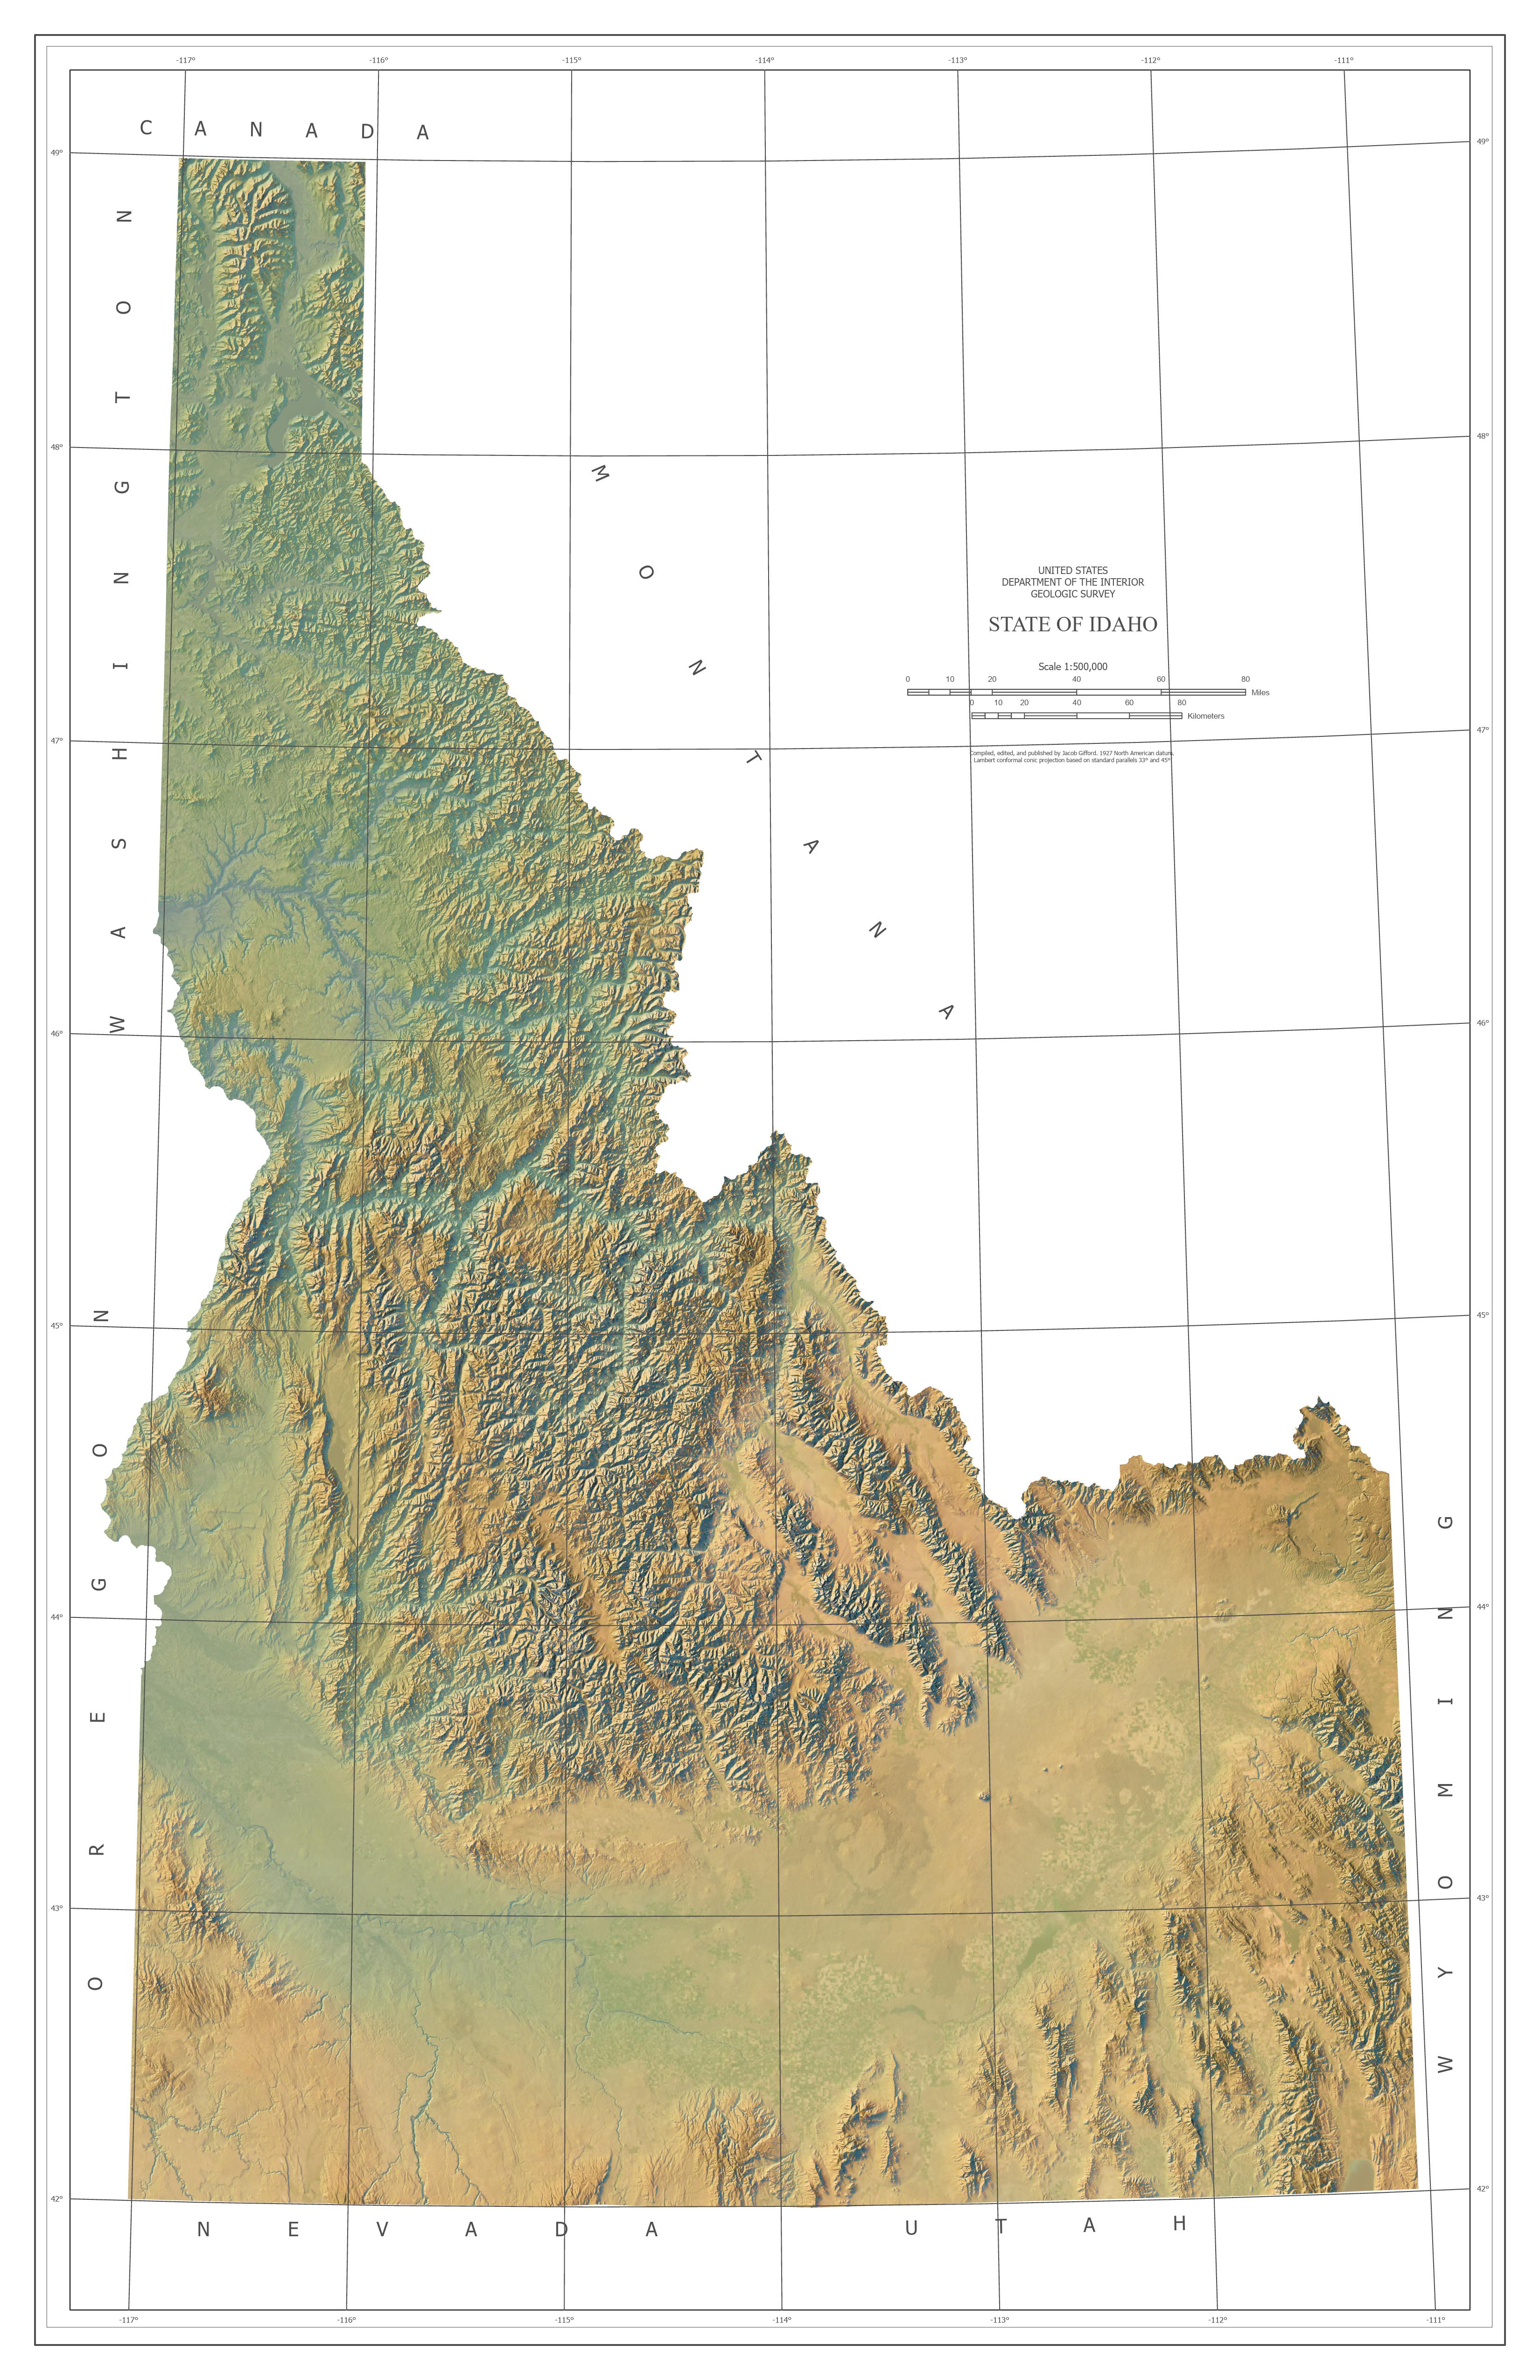 -117° -116° -115° -114° -113° -112° -111°
CANADA
49° 49°
WASHINGTON
48° 48°
MONTANA
UNITED STATES
DEPARTMENT OF THE INTERIOR
GEOLOGIC SURVEY
STATE OF IDAHO
Scale 1:500,000
0 10 20 40 60 80
Miles
0 10 20 40 60 80
Kilometers
47° 47°
Compiled, edited, and published by Jacob Gifford. 1927 North American datum.
Lambert conformal conic projection based on standard parallels 33° and 45°
46° 46°
45° 45°
OREGON
WYOMING
44° 44°
43° 43°
42° 42°
NEVADA
UTAH
-117° -116° -115° -114° -113° -112° -111°